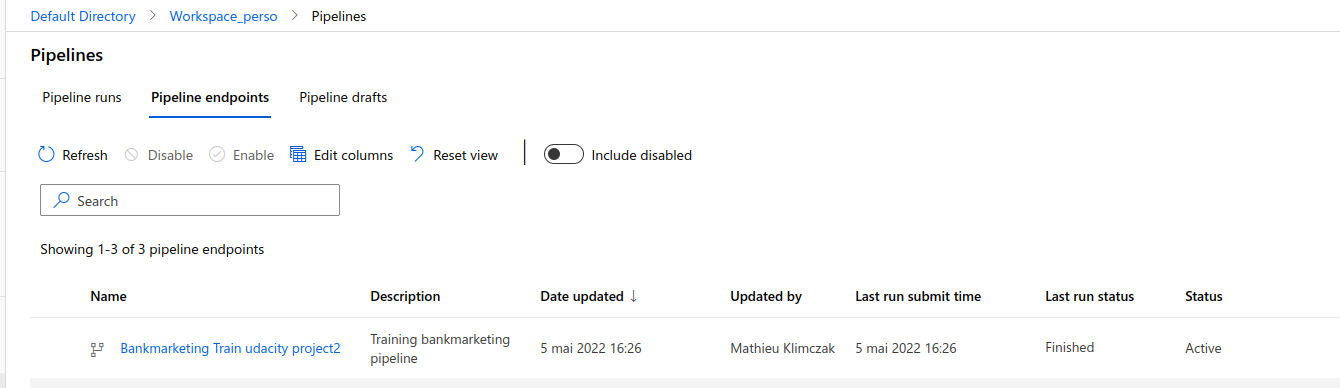 Default Directory > Workspace_perso > Pipelines
Pipelines
Pipeline runs Pipeline endpoints Pipeline drafts
Refresh Disable Enable Edit columns Reset view Include disabled
Search
Showing 1-3 of 3 pipeline endpoints
Name Description Date updated ↓ Updated by Last run submit time Last run status Status
Bankmarketing Train udacity project2 Training bankmarketing pipeline 5 mai 2022 16:26 Mathieu Klimczak 5 mai 2022 16:26 Finished Active